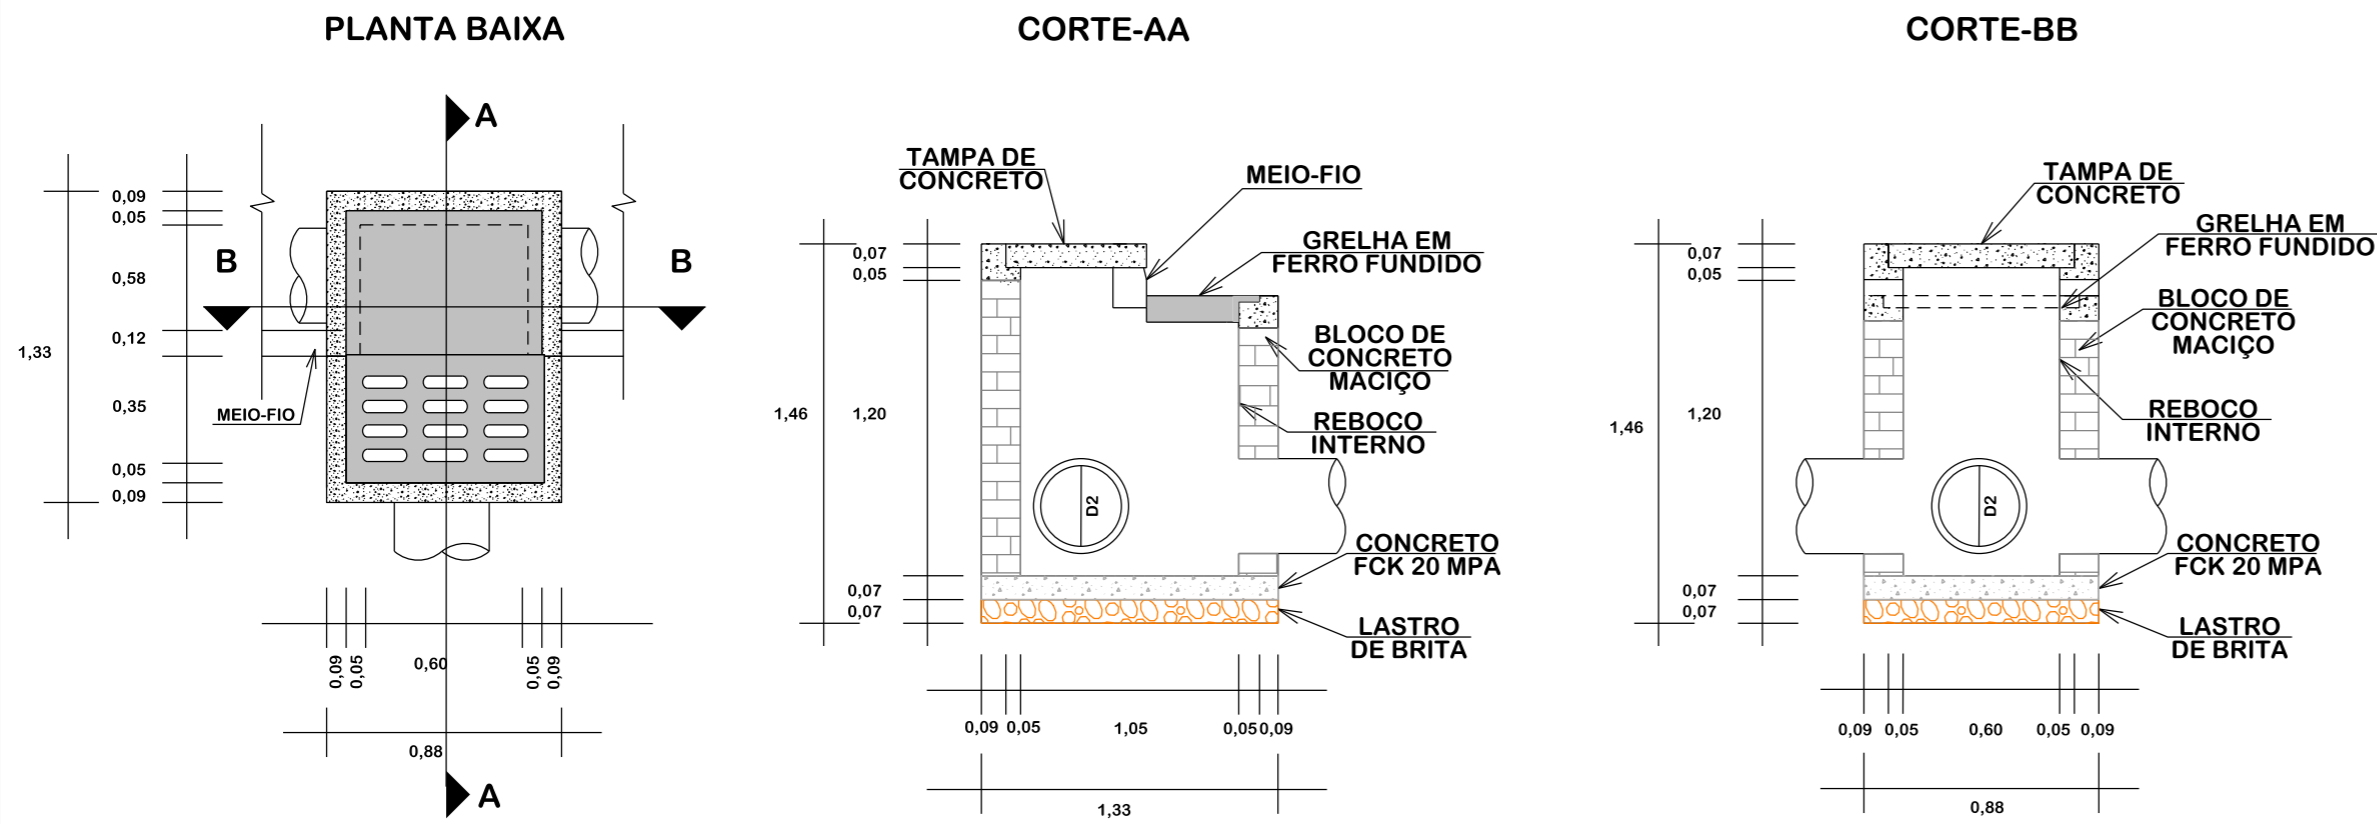 PLANTA BAIXA
A
0,09
0,05
B
B
0,58
0,12
1,33
0,35
MEIO-FIO
0,05
0,09
0,09
0,05
0,60
0,05
0,09
0,88
A
CORTE-AA
TAMPA DE
CONCRETO
MEIO-FIO
0,07
0,05
GRELHA EM
FERRO FUNDIDO
BLOCO DE
CONCRETO
MACIÇO
1,46
1,20
REBOCO
INTERNO
D2
CONCRETO
FCK 20 MPA
0,07
0,07
LASTRO
DE BRITA
0,09
0,05
1,05
0,05
0,09
1,33
CORTE-BB
TAMPA DE
CONCRETO
0,07
0,05
GRELHA EM
FERRO FUNDIDO
BLOCO DE
CONCRETO
MACIÇO
1,46
1,20
REBOCO
INTERNO
D2
CONCRETO
FCK 20 MPA
0,07
0,07
LASTRO
DE BRITA
0,09
0,05
0,60
0,05
0,09
0,88